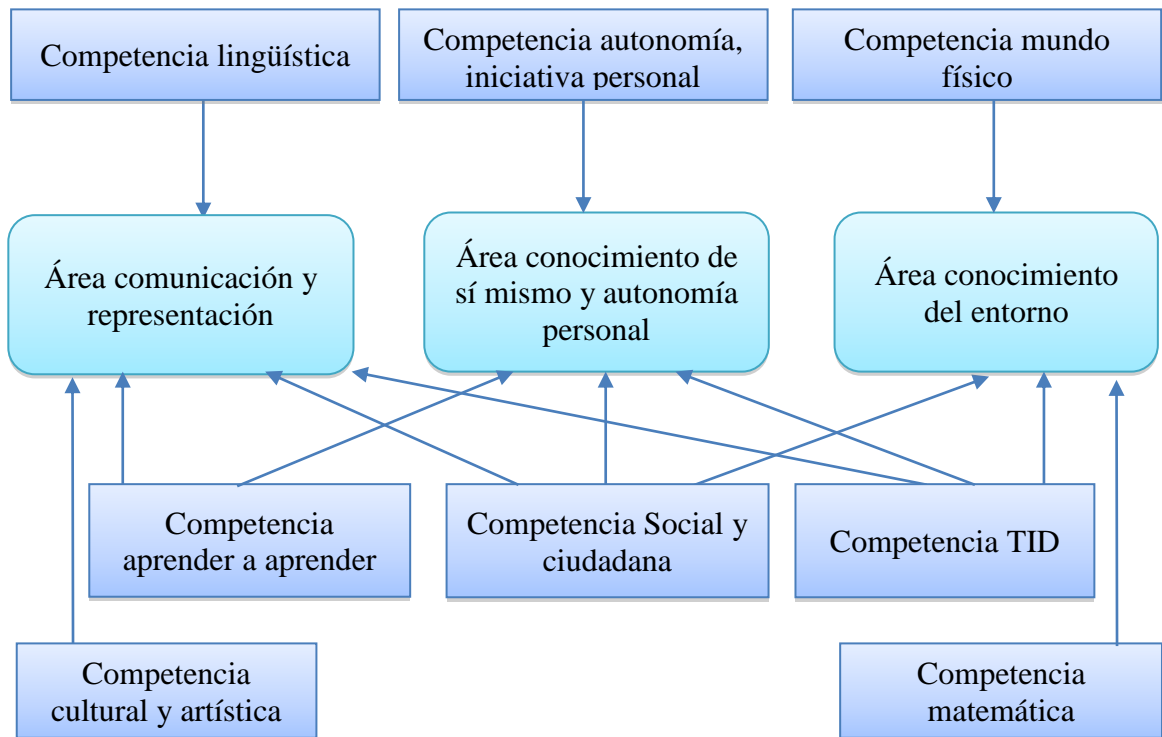 Competencia lingüística
Competencia autonomía,
iniciativa personal
Competencia mundo
físico
Área comunicación y
representación
Área conocimiento de
sí mismo y autonomía
personal
Área conocimiento
del entorno
Competencia
aprender a aprender
Competencia Social y
ciudadana
Competencia TID
Competencia
cultural y artística
Competencia
matemática